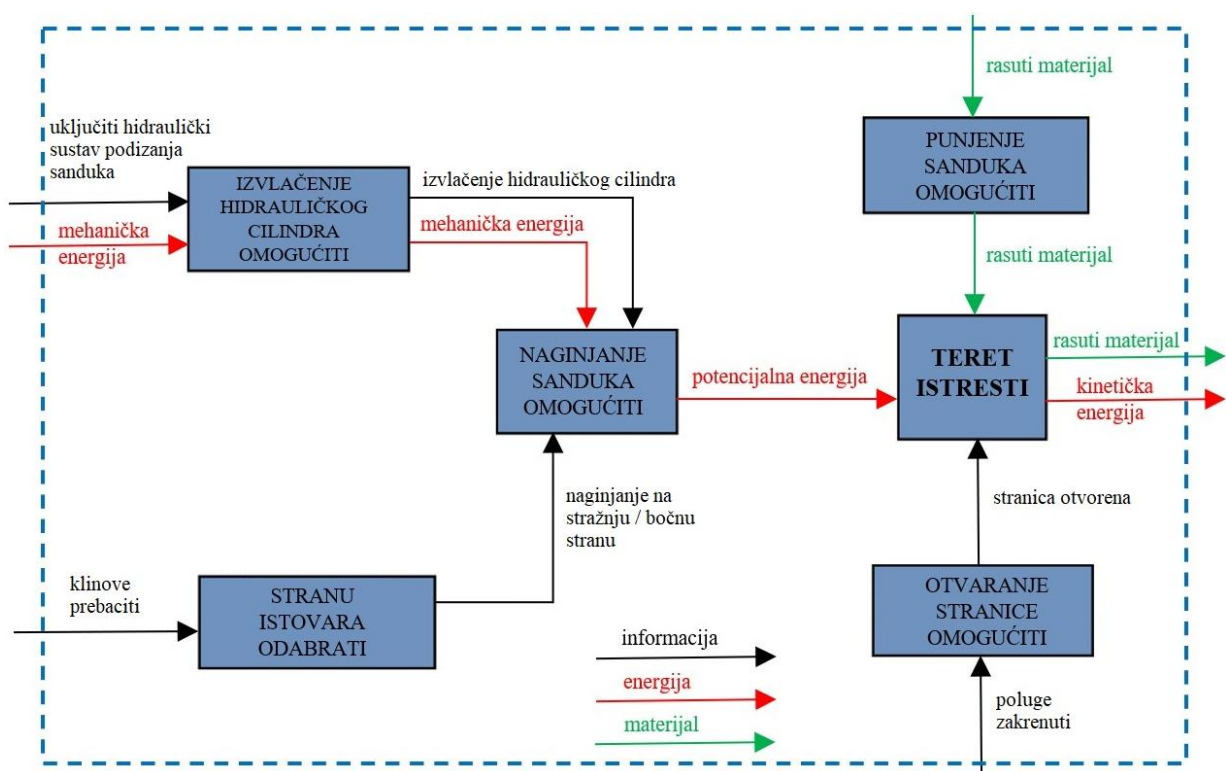 rasuti materijal
uključiti hidraulički
sustav podizanja
sanduka
PUNJENJE
SANDUKA
OMOGUĆITI
IZVLAČENJE
HIDRAULIČKOG
CILINDRA
OMOGUĆITI
izvlačenje hidrauličkog cilindra
mehanička
energija
mehanička energija
rasuti materijal
NAGINJANJE
SANDUKA
OMOGUĆITI
potencijalna energija
TERET
ISTRESTI
rasuti materijal
kinetička
energija
naginjanje na
stražnju / bočnu
stranu
stranica otvorena
klinove
prebaciti
STRANU
ISTOVARA
ODABRATI
OTVARANJE
STRANICE
OMOGUĆITI
informacija
energija
materijal
poluge
zakrenuti